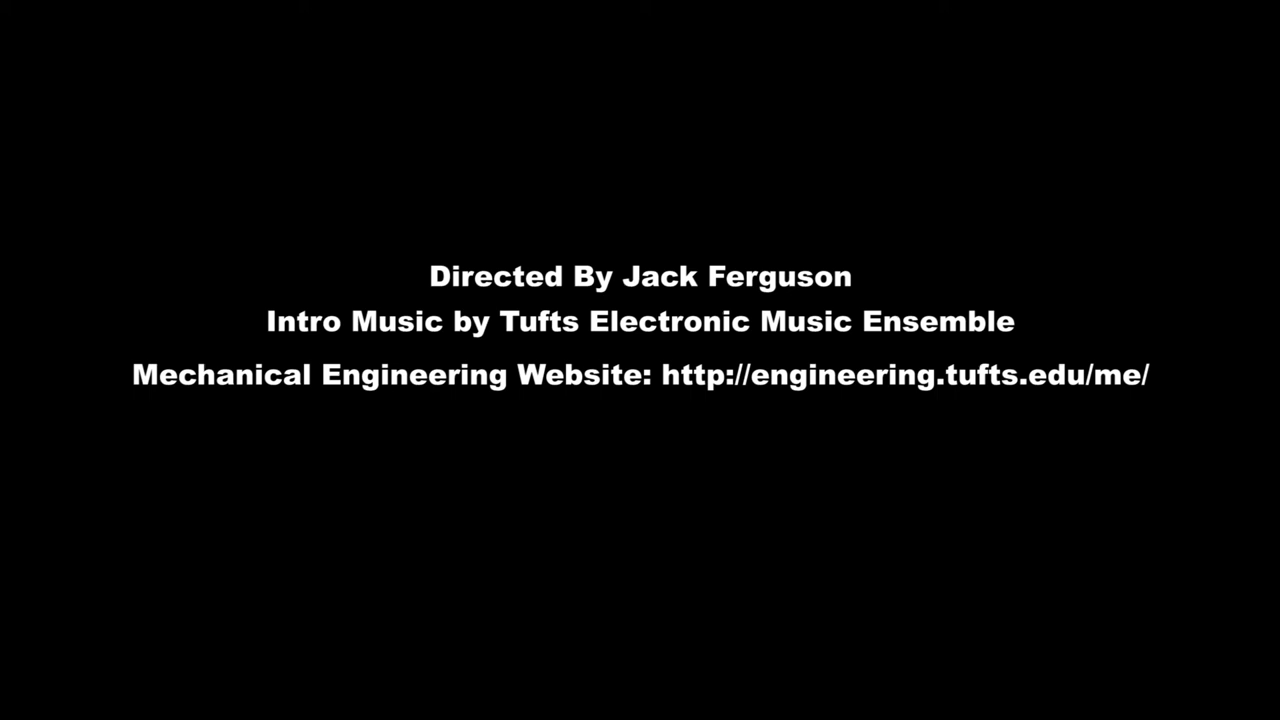 Directed By Jack Ferguson
Intro Music by Tufts Electronic Music Ensemble
Mechanical Engineering Website: http://engineering.tufts.edu/me/